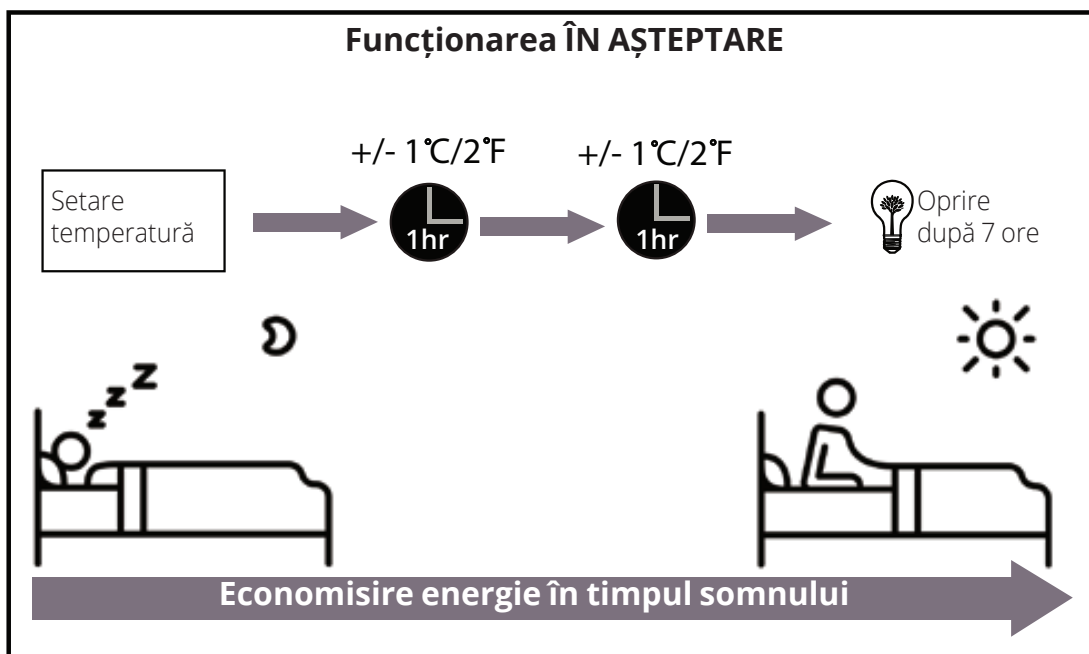 Funcționarea ÎN AȘTEPTARE
+/- 1℃/2℉
+/- 1℃/2℉
Setare
temperatură
1hr
1hr
Oprire
după 7 ore
z z Z
Economisire energie în timpul somnului